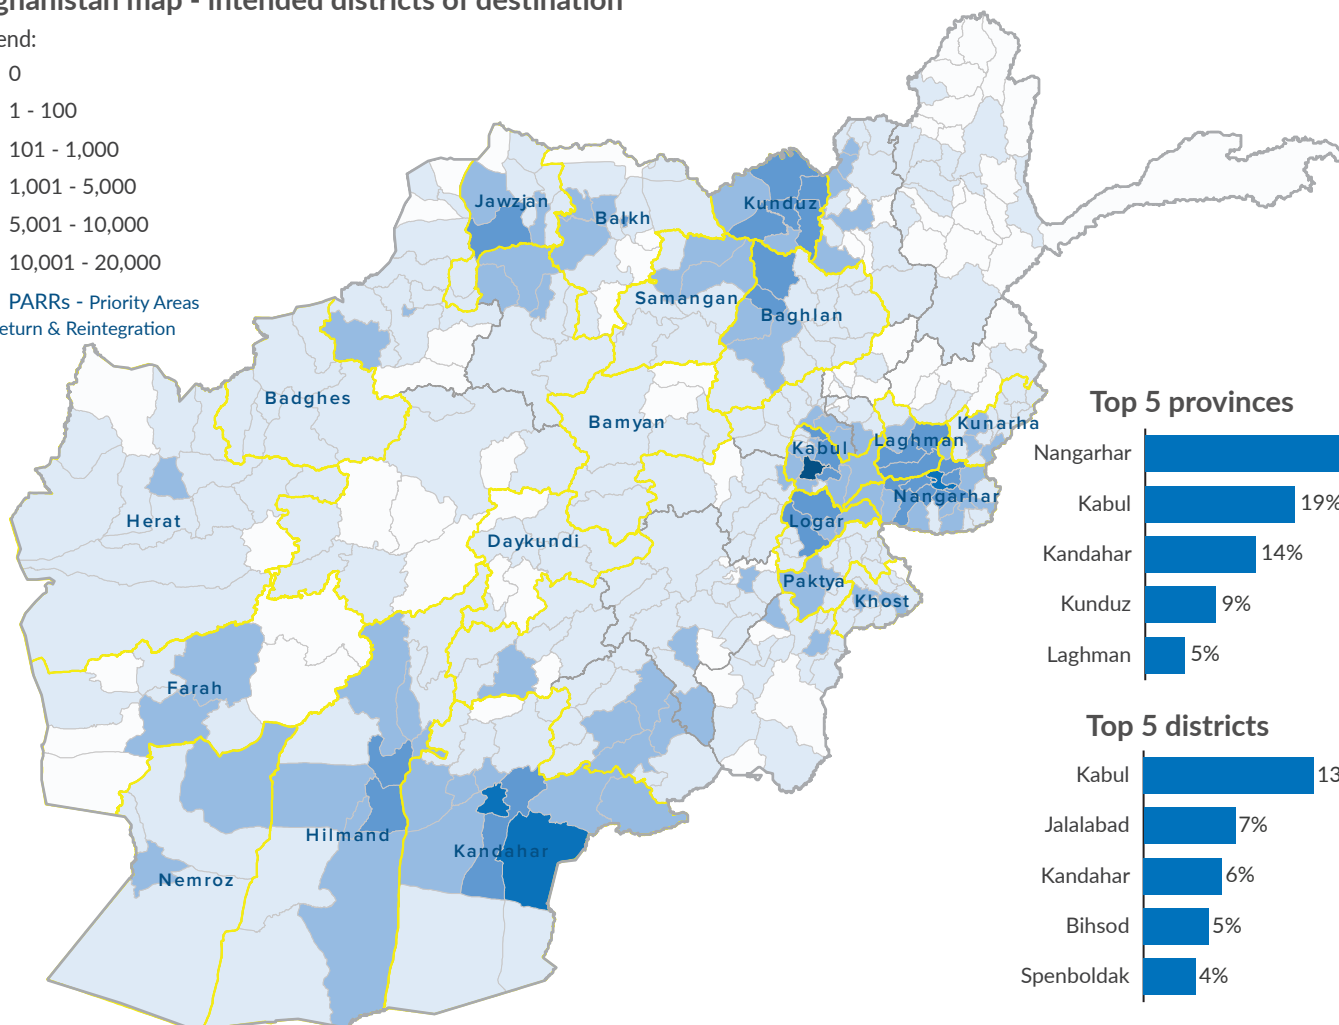 ghanistan map - intended districts of destination
end:
0
1 - 100
101 - 1,000
1,001 - 5,000
5,001 - 10,000
10,001 - 20,000
PARRs - Priority Areas
eturn & Reintegration
Jawzjan
Balkh
Kunduz
Samangan
Baghlan
Badghes
Bamyan
Kunarha
Laghman
Kabul
Nangarhar
Herat
Logar
Daykundi
Paktya
Khost
Farah
Hilmand
Kandahar
Nemroz
Top 5 provinces
Nangarhar
Kabul 19%
Kandahar 14%
Kunduz 9%
Laghman 5%
Top 5 districts
Kabul 13
Jalalabad 7%
Kandahar 6%
Bihsod 5%
Spenboldak 4%